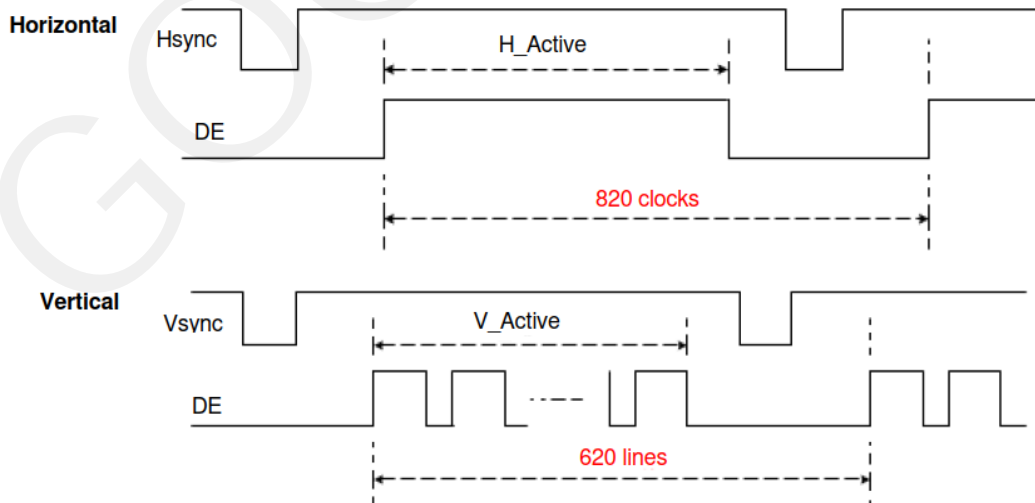 Horizontal
Hsync
H_Active
DE
820 clocks
Vertical
Vsync
V_Active
DE
620 lines